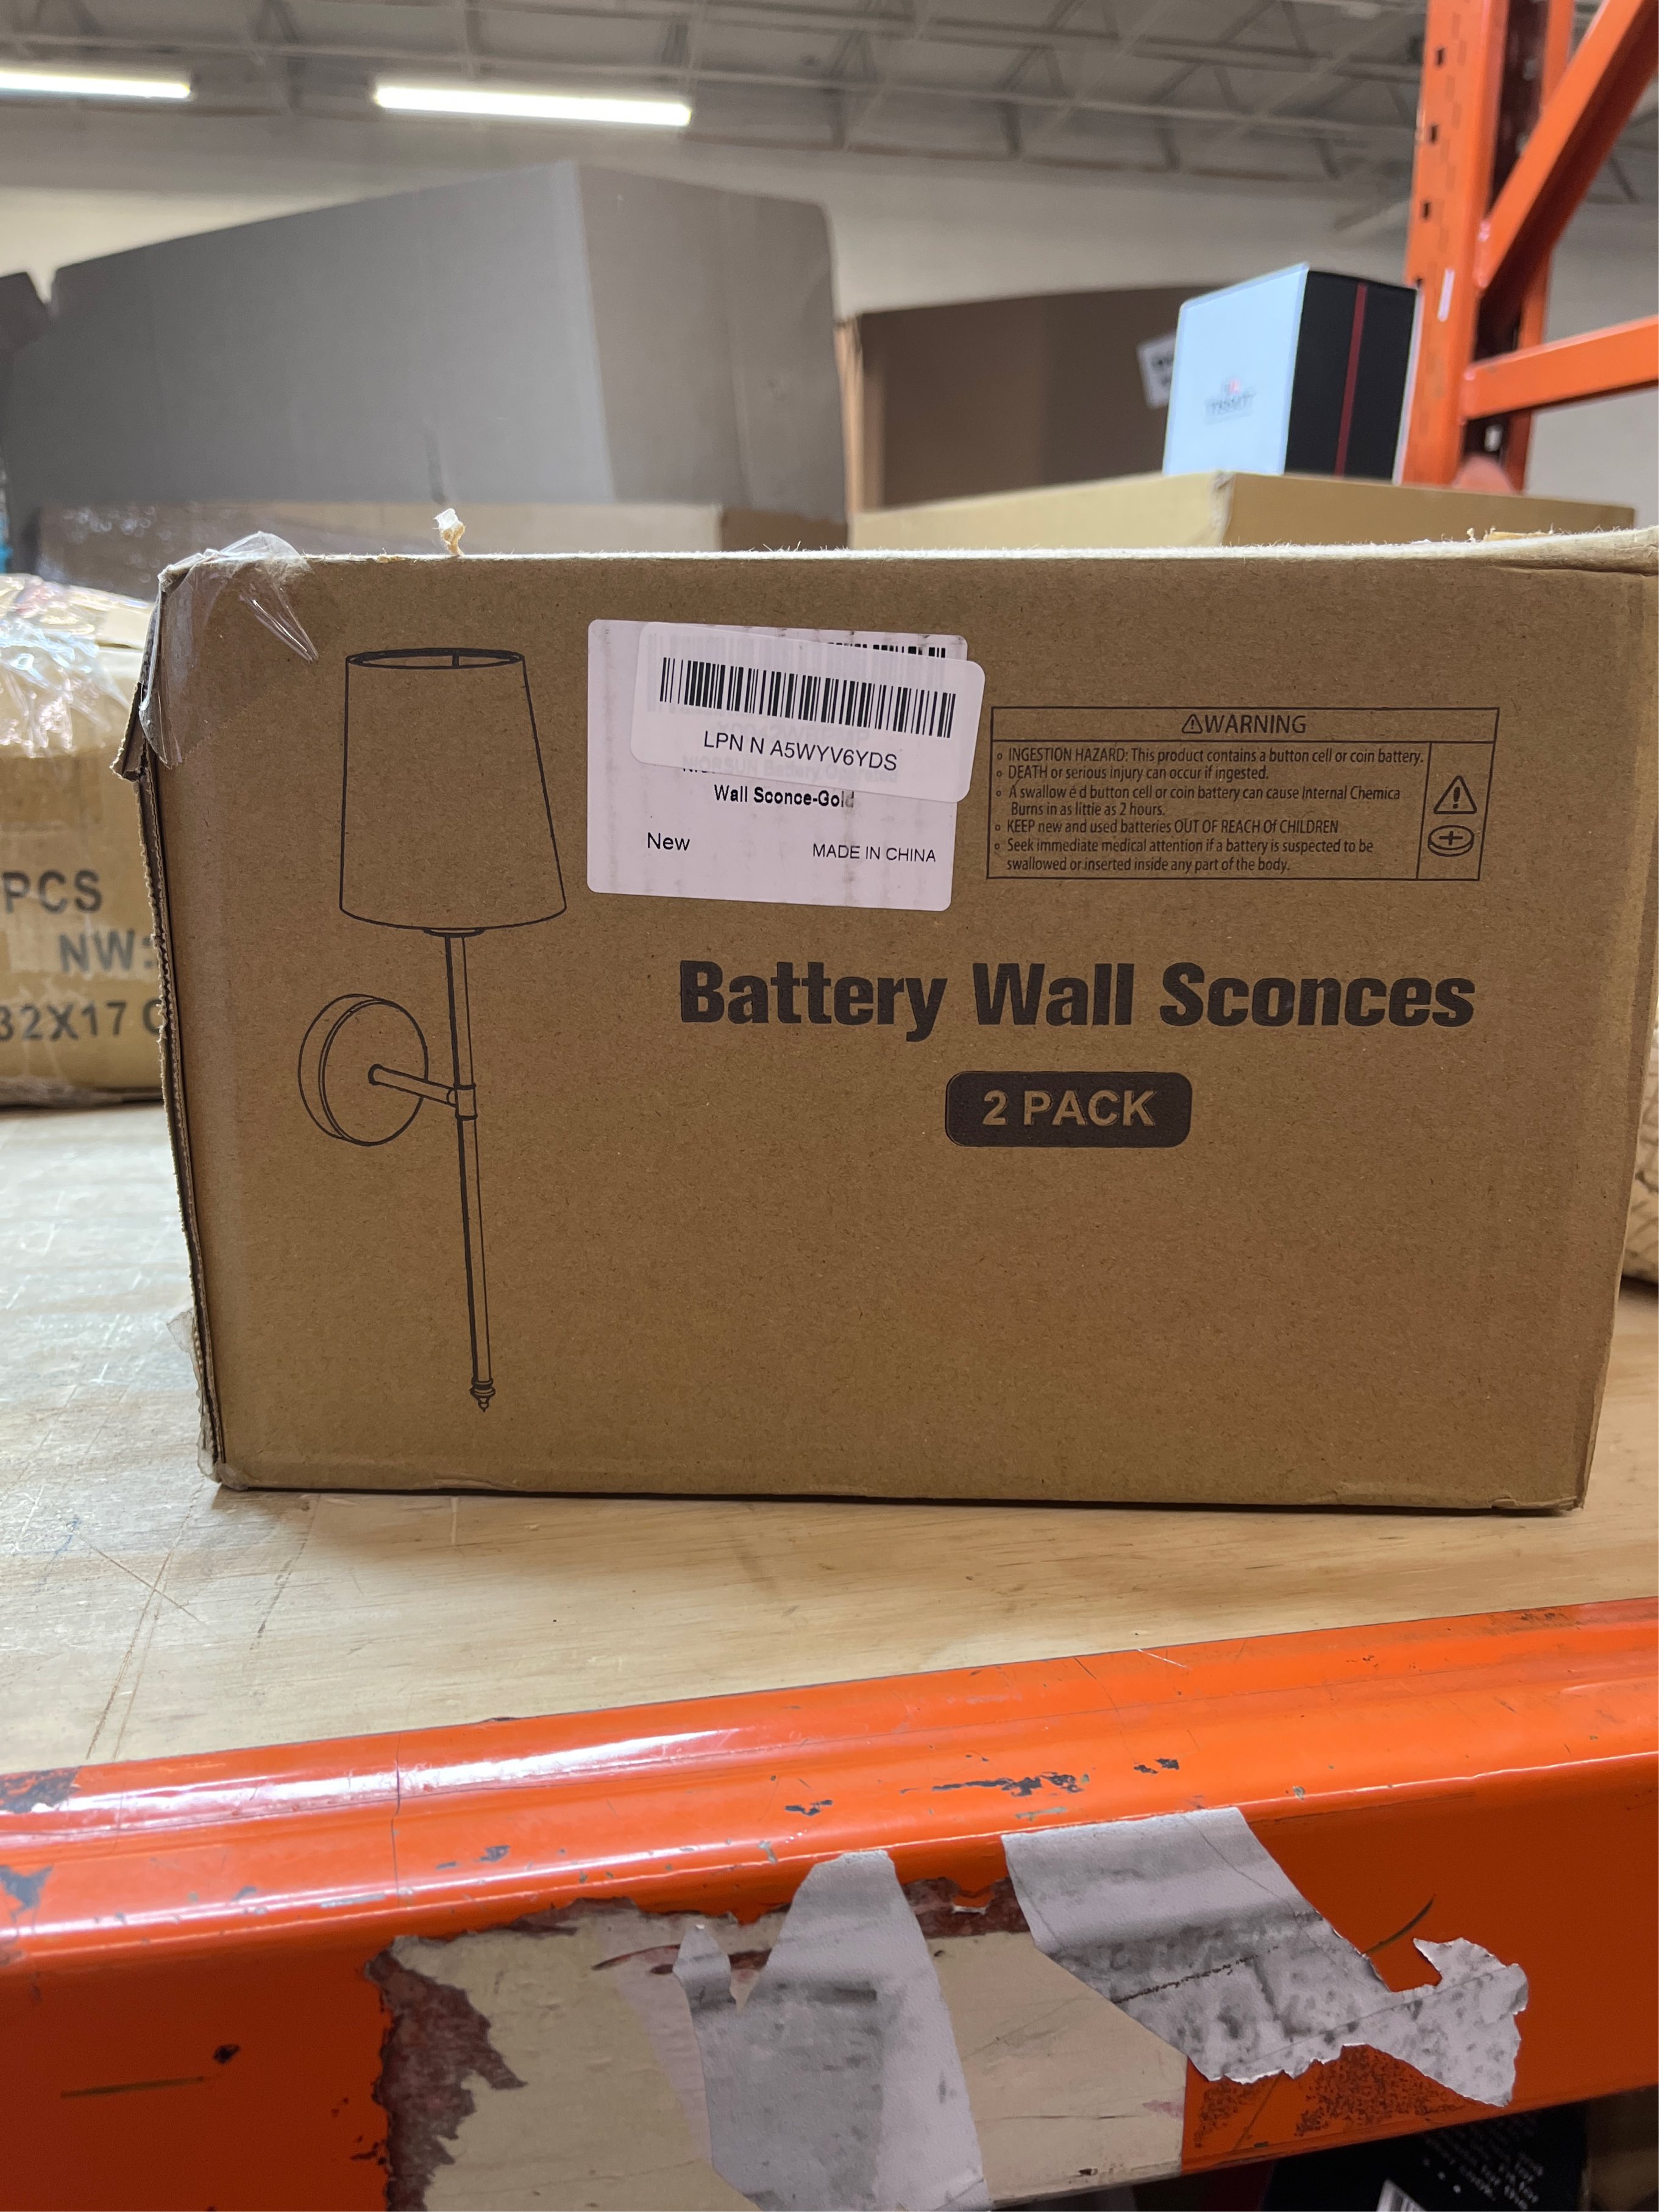 TISSOT
LPN N A5WYV6YDS
Wall Sconce-Gold
New
MADE IN CHINA
WARNING
INGESTION HAZARD: This product contains a button cell or coin battery.
DEATH or serious injury can occur if ingested.
A swallow é d button cell or coin battery can cause Internal Chemica
Burns in as little as 2 hours.
KEEP new and used batteries OUT OF REACH Of CHILDREN
Seek immediate medical attention if a battery is suspected to be
swallowed or inserted inside any part of the body.
Battery Wall Sconces
2 PACK
PCS
NW:
32X17 C